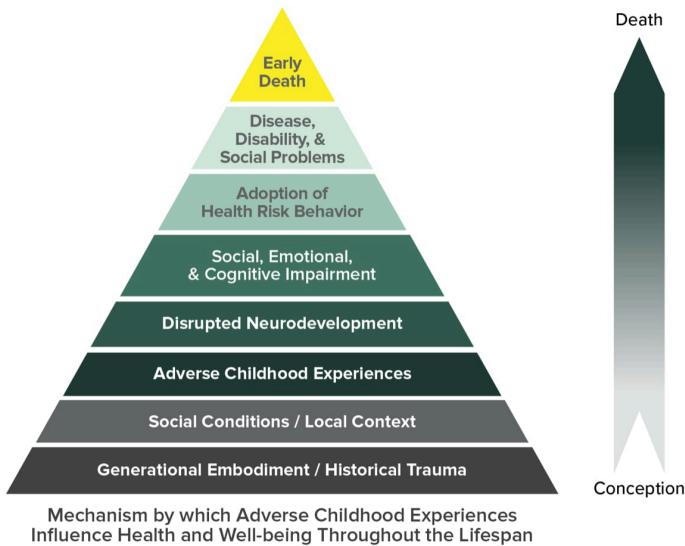 Death
Early
Death
Disease,
Disability, &
Social Problems
Adoption of
Health Risk Behavior
Social, Emotional,
& Cognitive Impairment
Disrupted Neurodevelopment
Adverse Childhood Experiences
Social Conditions / Local Context
Generational Embodiment / Historical Trauma
Conception
Mechanism by which Adverse Childhood Experiences
Influence Health and Well-being Throughout the Lifespan